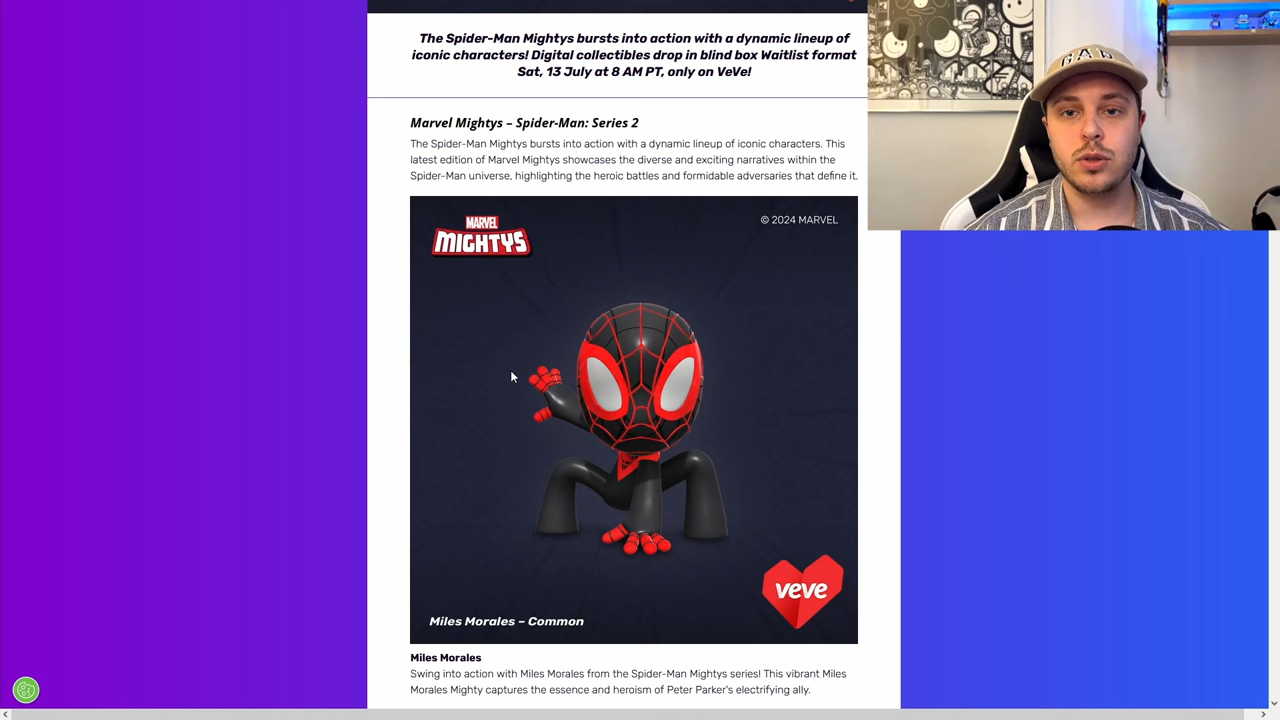 The Spider-Man Mightys bursts into action with a dynamic lineup of
iconic characters! Digital collectibles drop in blind box Waitlist format
Sat, 13 July at 8 AM PT, only on VeVe!
Marvel Mightys – Spider-Man: Series 2
The Spider-Man Mightys bursts into action with a dynamic lineup of iconic characters. This
latest edition of Marvel Mightys showcases the diverse and exciting narratives within the
Spider-Man universe, highlighting the heroic battles and formidable adversaries that define it.
MARVEL
MIGHTYS
© 2024 MARVEL
veve
Miles Morales – Common
Miles Morales
Swing into action with Miles Morales from the Spider-Man Mightys series! This vibrant Miles
Morales Mighty captures the essence and heroism of Peter Parker's electrifying ally.